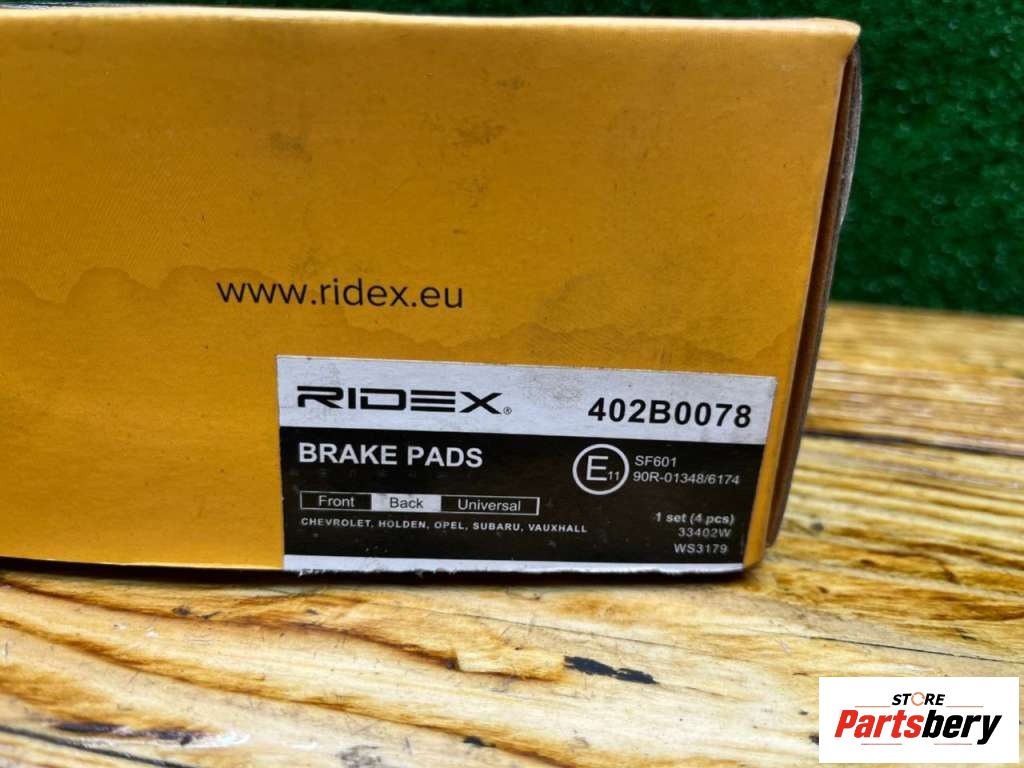 www.ridex.eu
RIDEX®
402B0078
BRAKE PADS
E11
SF601
90R-01348/6174
Front Back Universal
CHEVROLET, HOLDEN, OPEL, SUBARU, VAUXHALL
1 set (4 pcs)
33402W
WS3179
STORE
Partsbery